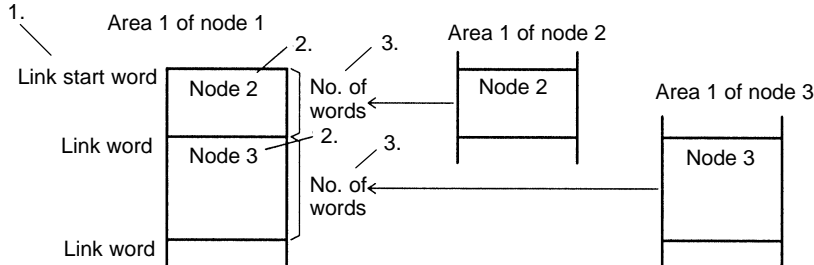 1.
Area 1 of node 1
2.
3.
Area 1 of node 2
Link start word
Node 2
No. of
words
Node 2
Area 1 of node 3
Link word
2.
Node 3
3.
Node 3
No. of
words
Link word